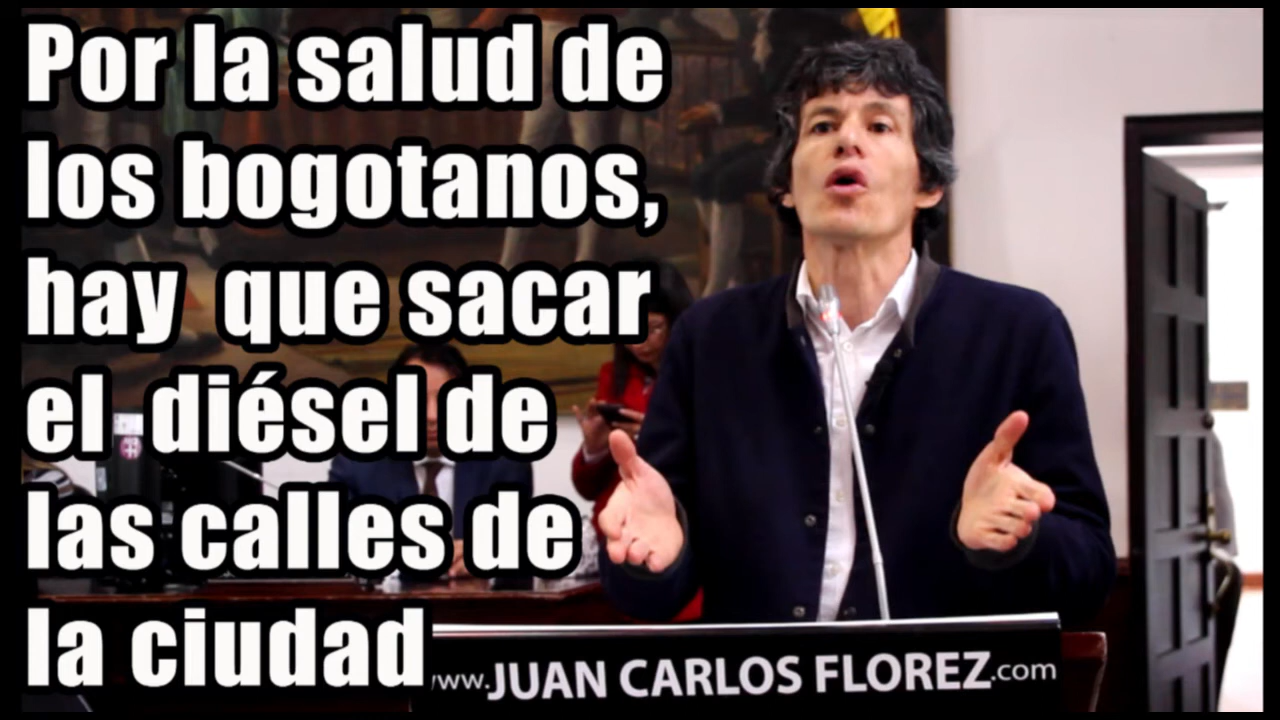 Por la salud de
los bogotanos,
hay que sacar
el diésel de
las calles de
la ciudad
www.JUAN CARLOS FLOREZ.com